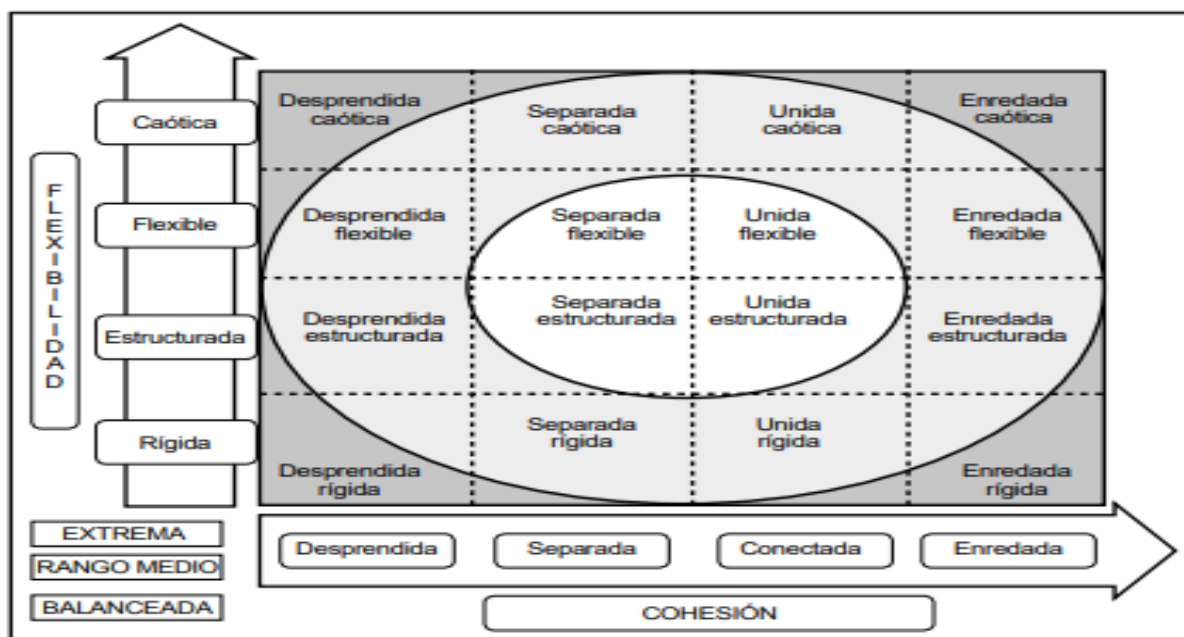 Caótica
Desprendida
caótica
Separada
caótica
Unida
caótica
Enredada
caótica
FLEXIBILIDAD
Flexible
Desprendida
flexible
Separada
flexible
Unida
flexible
Enredada
flexible
Estructurada
Desprendida
estructurada
Separada
estructurada
Unida
estructurada
Enredada
estructurada
Rígida
Desprendida
rígida
Separada
rígida
Unida
rígida
Enredada
rígida
EXTREMA
RANGO MEDIO
BALANCEADA
Desprendida
Separada
Conectada
Enredada
COHESIÓN